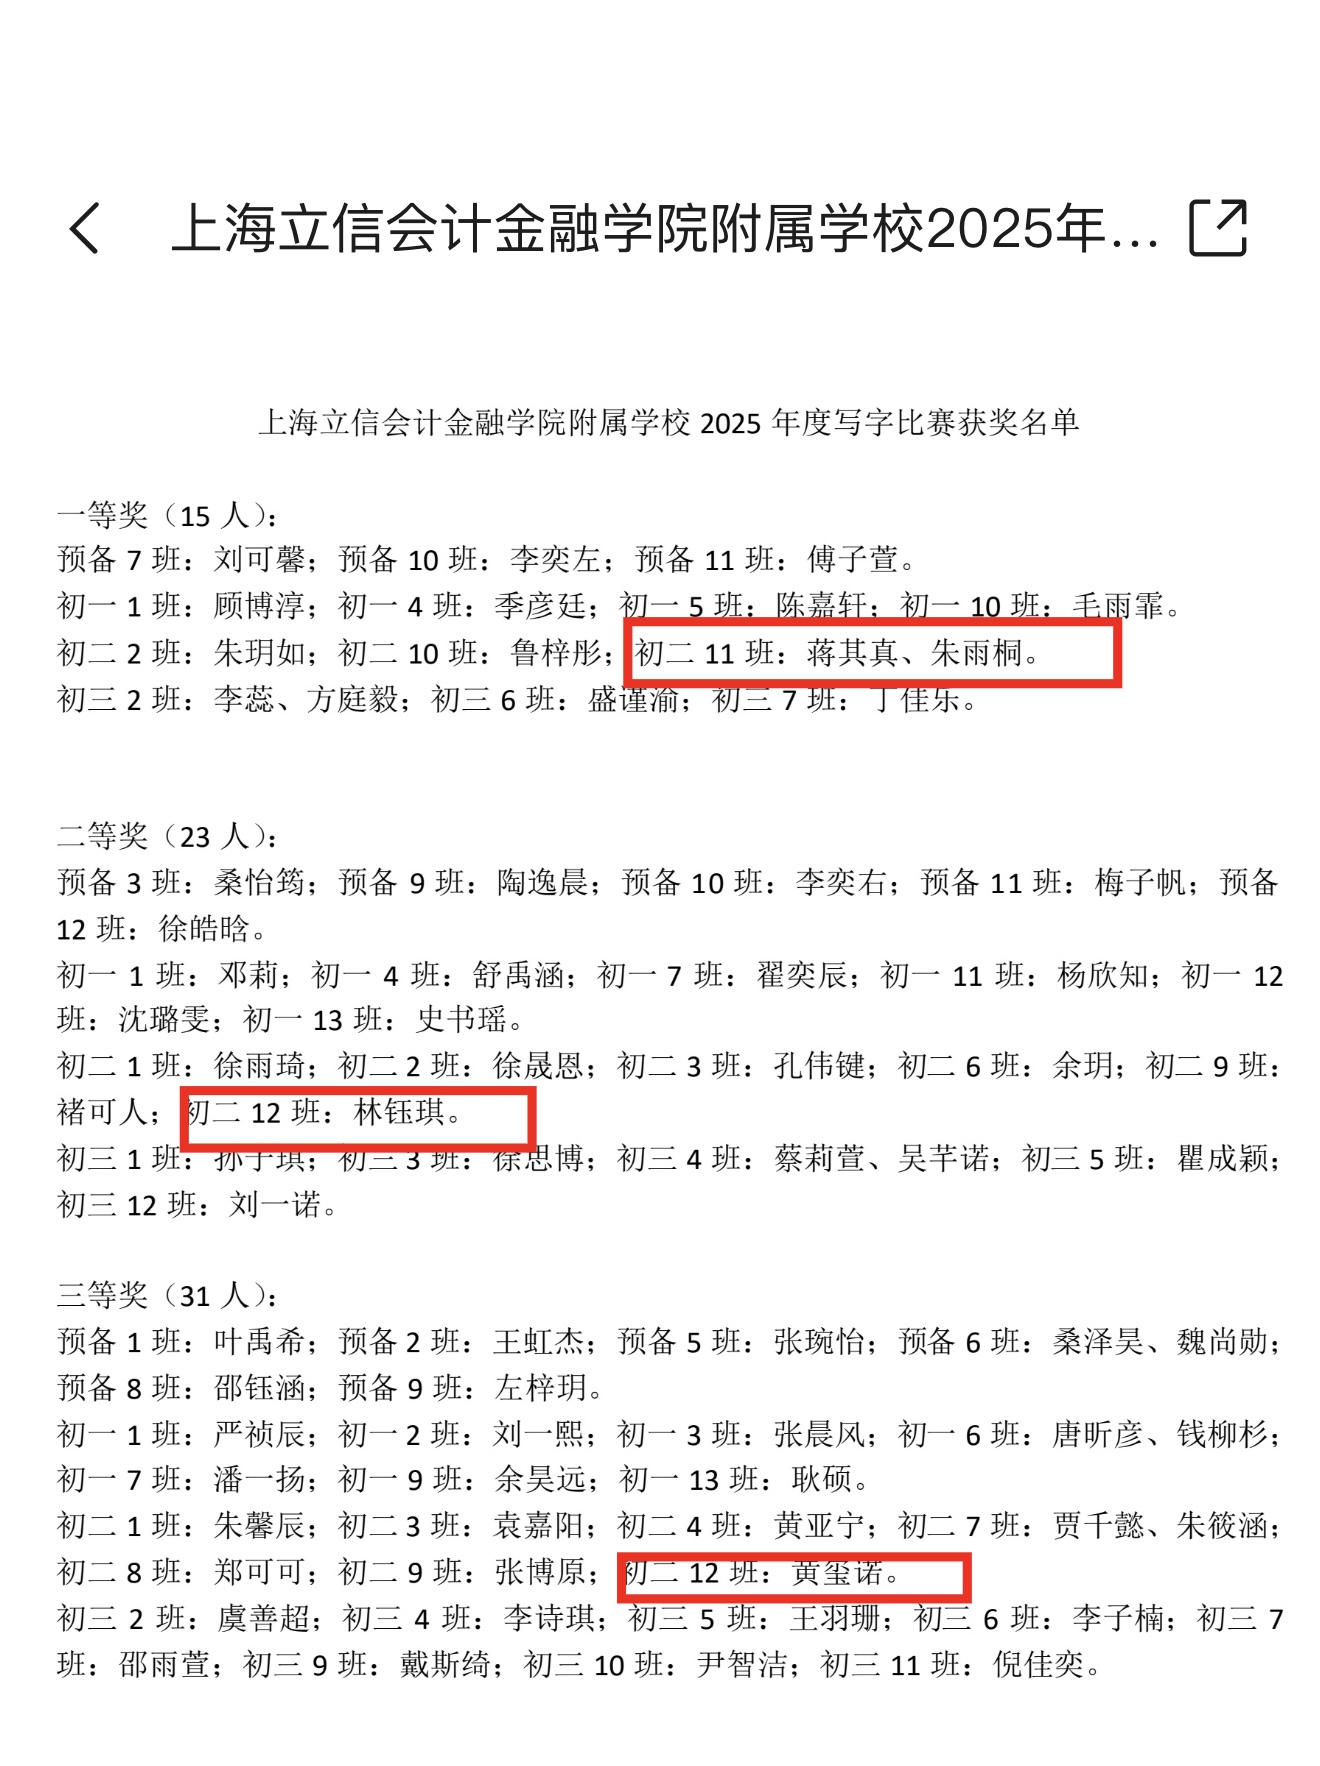 上海立信会计金融学院附属学校2025年...
上海立信会计金融学院附属学校 2025 年度写字比赛获奖名单
一等奖（15 人）：
预备 7 班：刘可馨；预备 10 班：李奕左；预备 11 班：傅子萱。
初一 1 班：顾博淳；初一 4 班：季彦廷；初一 5 班：陈嘉轩；初一 10 班：毛雨霏。
初二 2 班：朱玥如；初二 10 班：鲁梓彤；初二 11 班：蒋其真、朱雨桐。
初三 2 班：李蕊、方庭毅；初三 6 班：盛谨渝；初三 7 班：丁佳乐。
二等奖（23 人）：
预备 3 班：桑怡筠；预备 9 班：陶逸晨；预备 10 班：李奕右；预备 11 班：梅子帆；预备
12 班：徐皓晗。
初一 1 班：邓莉；初一 4 班：舒禹涵；初一 7 班：翟奕辰；初一 11 班：杨欣知；初一 12
班：沈璐雯；初一 13 班：史书瑶。
初二 1 班：徐雨琦；初二 2 班：徐晟恩；初二 3 班：孔伟键；初二 6 班：余玥；初二 9 班：
褚可人；初二 12 班：林钰琪。
初三 1 班：孙于琪；初三 3 班：徐思博；初三 4 班：蔡莉萱、吴芊诺；初三 5 班：瞿成颖；
初三 12 班：刘一诺。
三等奖（31 人）：
预备 1 班：叶禹希；预备 2 班：王虹杰；预备 5 班：张琬怡；预备 6 班：桑泽昊、魏尚勋；
预备 8 班：邵钰涵；预备 9 班：左梓玥。
初一 1 班：严祯辰；初一 2 班：刘一熙；初一 3 班：张晨风；初一 6 班：唐昕彦、钱柳杉；
初一 7 班：潘一扬；初一 9 班：余昊远；初一 13 班：耿硕。
初二 1 班：朱馨辰；初二 3 班：袁嘉阳；初二 4 班：黄亚宁；初二 7 班：贾千懿、朱筱涵；
初二 8 班：郑可可；初二 9 班：张博原；初二 12 班：黄玺诺。
初三 2 班：虞善超；初三 4 班：李诗琪；初三 5 班：王羽珊；初三 6 班：李子楠；初三 7
班：邵雨萱；初三 9 班：戴斯绮；初三 10 班：尹智洁；初三 11 班：倪佳奕。